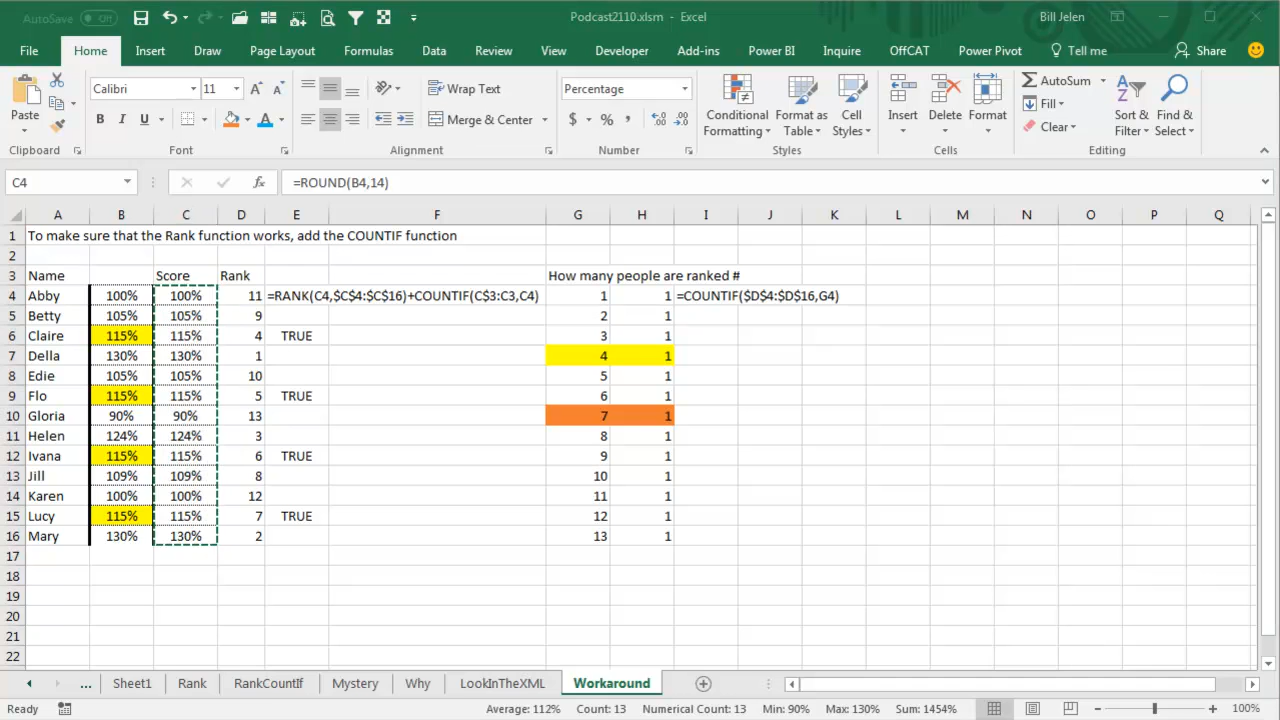 AutoSave Off Podcast2110.xlsm - Excel Bill Jelen
File Home Insert Draw Page Layout Formulas Data Review View Developer Add-ins Power BI Inquire OffCAT Power Pivot Tell me Share
Paste Calibri 11 A A Wrap Text Percentage Conditional Formatting Format as Table Cell Styles Insert Delete Format AutoSum Sort & Filter Find & Select
B I U A Merge & Center $ % , Fill
Clear
Clipboard Font Alignment Number Styles Cells Editing
C4 fx =ROUND(B4,14)
A B C D E F G H I J K L M N O P Q
1 To make sure that the Rank function works, add the COUNTIF function
2
3 Name Score Rank How many people are ranked #
4 Abby 100% 100% 11 =RANK(C4,$C$4:$C$16)+COUNTIF(C$3:C3,C4) 1 1 =COUNTIF($D$4:$D$16,G4)
5 Betty 105% 105% 9 2 1
6 Claire 115% 115% 4 TRUE 3 1
7 Della 130% 130% 1 4 1
8 Edie 105% 105% 10 5 1
9 Flo 115% 115% 5 TRUE 6 1
10 Gloria 90% 90% 13 7 1
11 Helen 124% 124% 3 8 1
12 Ivana 115% 115% 6 TRUE 9 1
13 Jill 109% 109% 8 10 1
14 Karen 100% 100% 12 11 1
15 Lucy 115% 115% 7 TRUE 12 1
16 Mary 130% 130% 2 13 1
17
18
19
20
21
22
... Sheet1 Rank RankCountIf Mystery Why LookInTheXML Workaround
Ready Average: 112% Count: 13 Numerical Count: 13 Min: 90% Max: 130% Sum: 1454% 100%